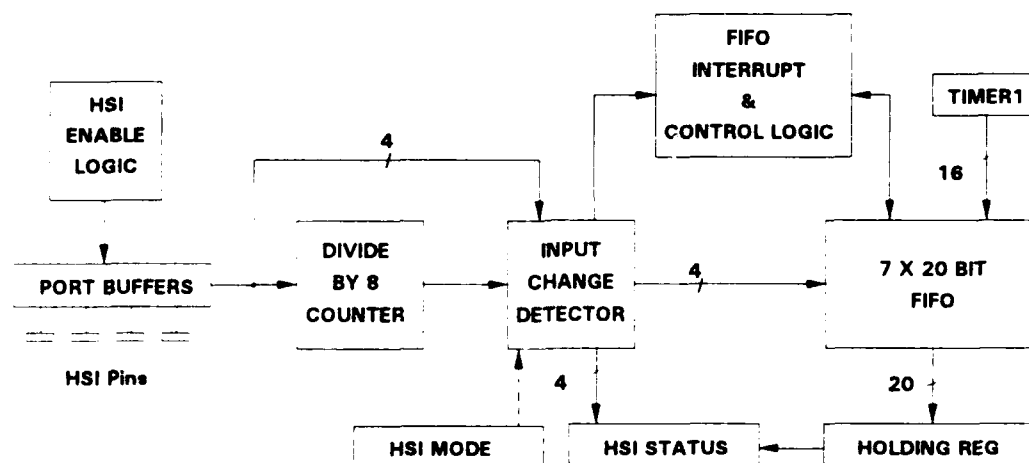 HSI
ENABLE
LOGIC
FIFO
INTERRUPT
&
CONTROL LOGIC
TIMER1
4
16
PORT BUFFERS
DIVIDE
BY 8
COUNTER
INPUT
CHANGE
DETECTOR
4
7 X 20 BIT
FIFO
HSI Pins
4
20
HSI MODE
HSI STATUS
HOLDING REG